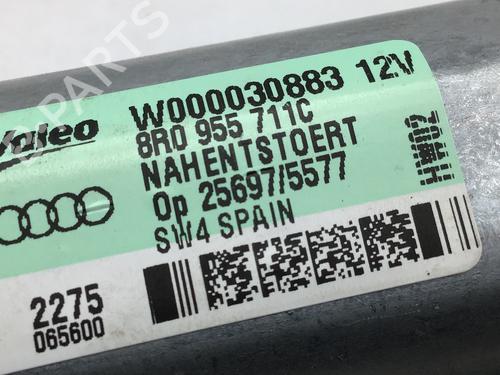 Valeo
W000030883 12V
8R0 955 711C
NAHENTSTOERT
Op 25697/5577
SW4 SPAIN
2275
065600